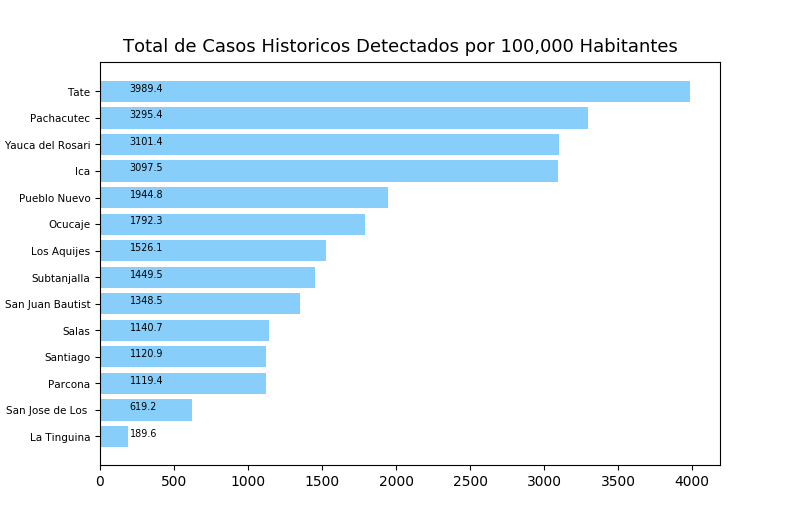 Total de Casos Historicos Detectados por 100,000 Habitantes
Tate 3989.4
Pachacutec 3295.4
Yauca del Rosari 3101.4
Ica 3097.5
Pueblo Nuevo 1944.8
Ocucaje 1792.3
Los Aquijes 1526.1
Subtanjalla 1449.5
San Juan Bautist 1348.5
Salas 1140.7
Santiago 1120.9
Parcona 1119.4
San Jose de Los 619.2
La Tinguina 189.6
0 500 1000 1500 2000 2500 3000 3500 4000